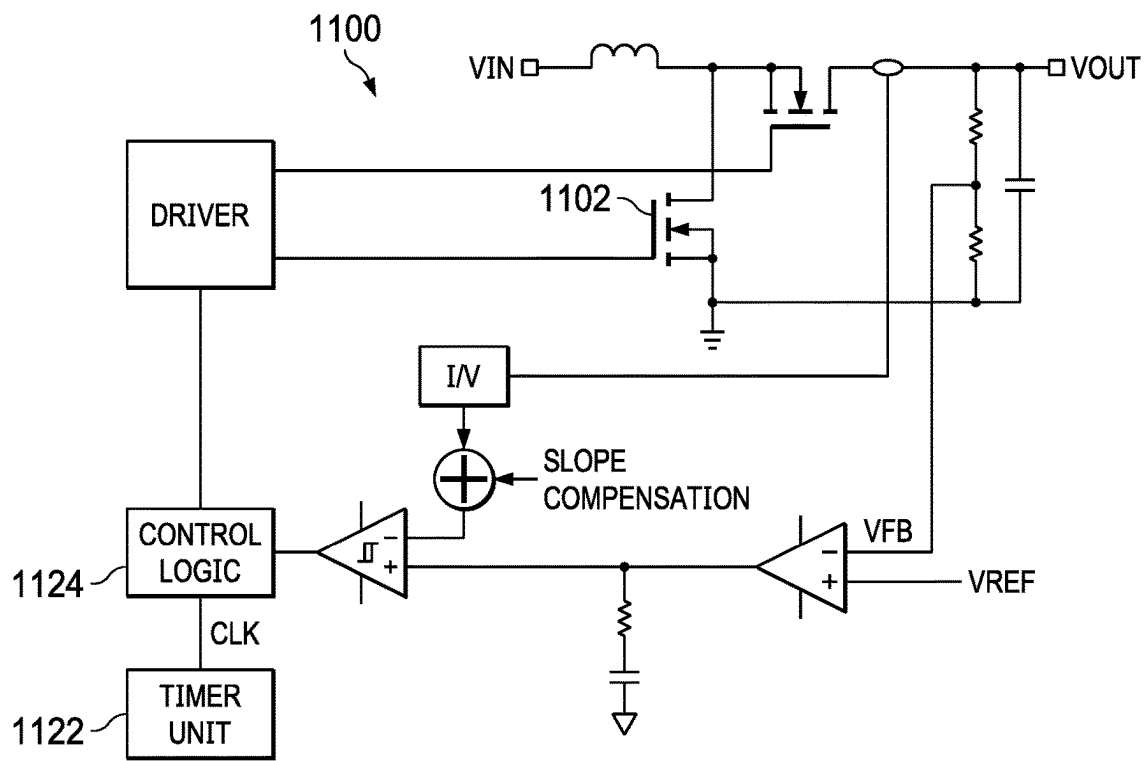 1100
VIN
VOUT
DRIVER
1102
I/V
SLOPE
COMPENSATION
CONTROL
LOGIC
1124
-
+
VFB
-
+
VREF
CLK
TIMER
UNIT
1122